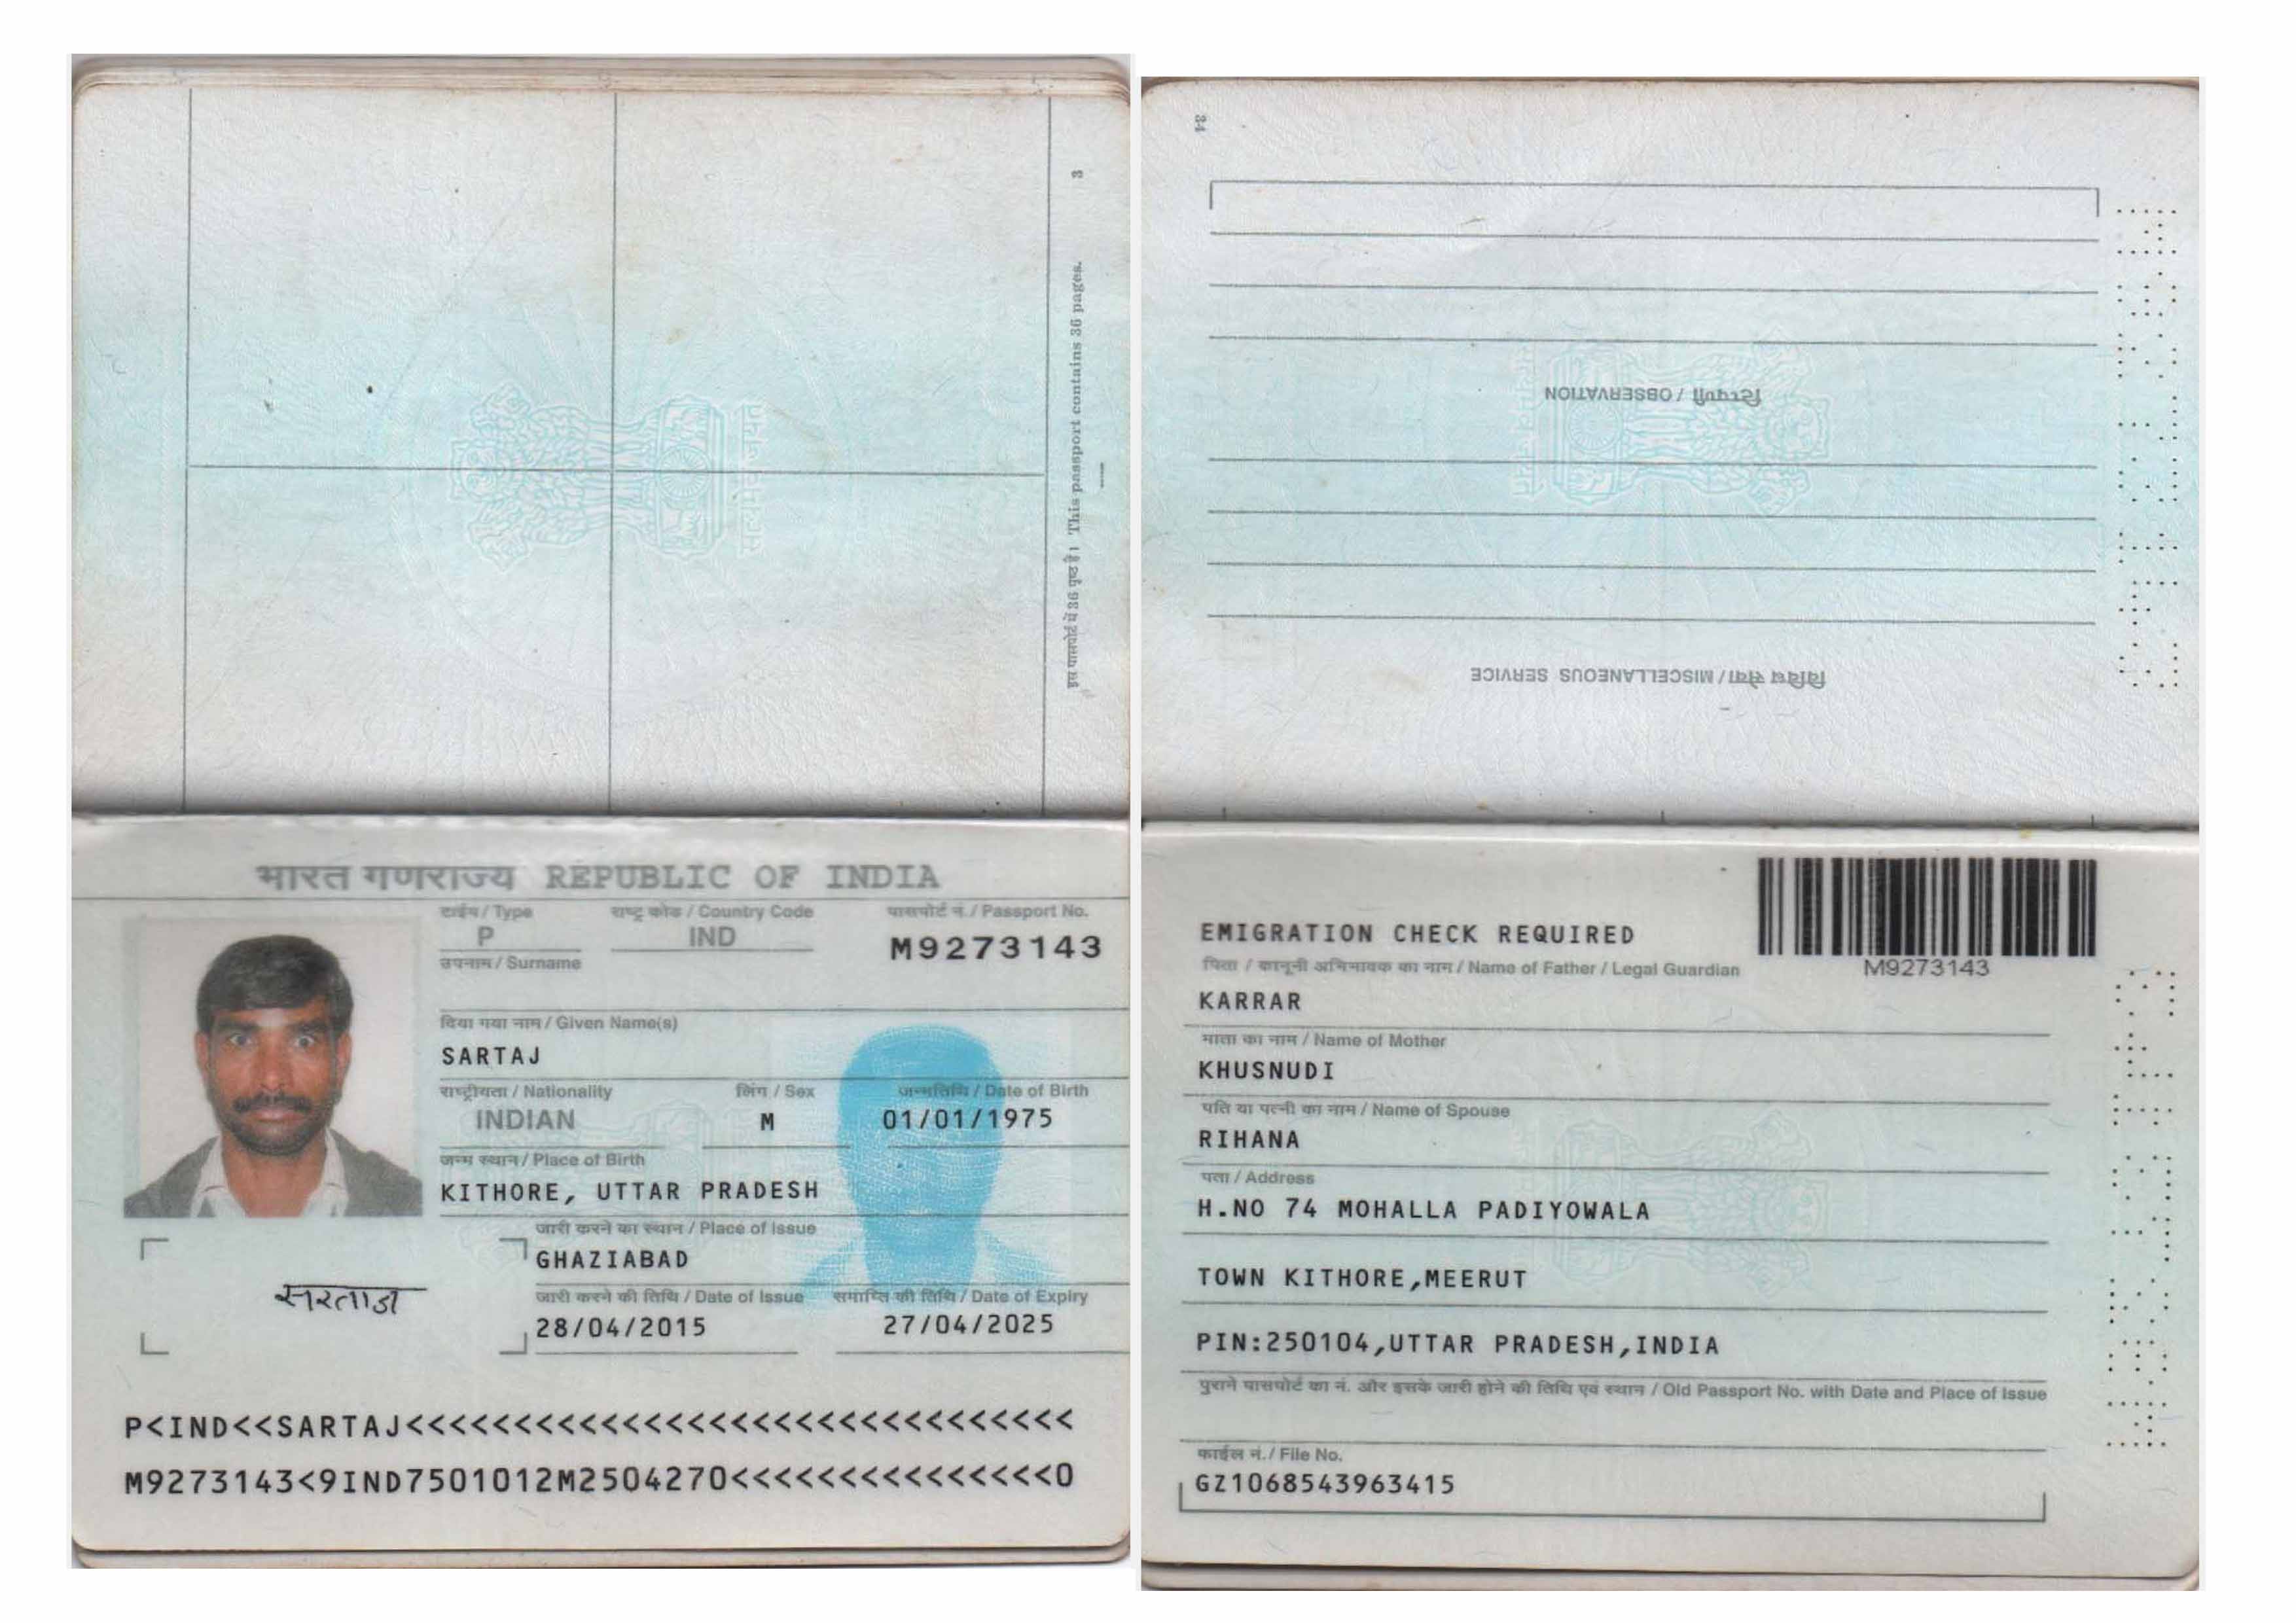 3
इस पासपोर्ट में 36 पृष्ठ हैं। This passport contains 36 pages.
भारत गणराज्य REPUBLIC OF INDIA
टाईप / Type
राष्ट्र कोड / Country Code
पासपोर्ट नं. / Passport No.
P
IND
M9273143
उपनाम / Surname
दिया गया नाम / Given Name(s)
SARTAJ
राष्ट्रीयता / Nationality
लिंग / Sex
जन्मतिथि / Date of Birth
INDIAN
M
01/01/1975
जन्म स्थान / Place of Birth
KITHORE, UTTAR PRADESH
जारी करने का स्थान / Place of Issue
GHAZIABAD
सरताज
जारी करने की तिथि / Date of Issue
समाप्ति की तिथि / Date of Expiry
28/04/2015
27/04/2025
P<IND<<SARTAJ<<<<<<<<<<<<<<<<<<<<<<<<<<<<<<<
M9273143<9IND7501012M2504270<<<<<<<<<<<<<<<0
34
टिप्पणी / OBSERVATION
विविध सेवा / MISCELLANEOUS SERVICE
EMIGRATION CHECK REQUIRED
M9273143
पिता / कानूनी अभिभावक का नाम / Name of Father / Legal Guardian
KARRAR
माता का नाम / Name of Mother
KHUSNUDI
पति या पत्नी का नाम / Name of Spouse
RIHANA
पता / Address
H.NO 74 MOHALLA PADIYOWALA
TOWN KITHORE,MEERUT
PIN:250104,UTTAR PRADESH,INDIA
पुराने पासपोर्ट का नं. और इसके जारी होने की तिथि एवं स्थान / Old Passport No. with Date and Place of Issue
फाईल नं. / File No.
GZ1068543963415